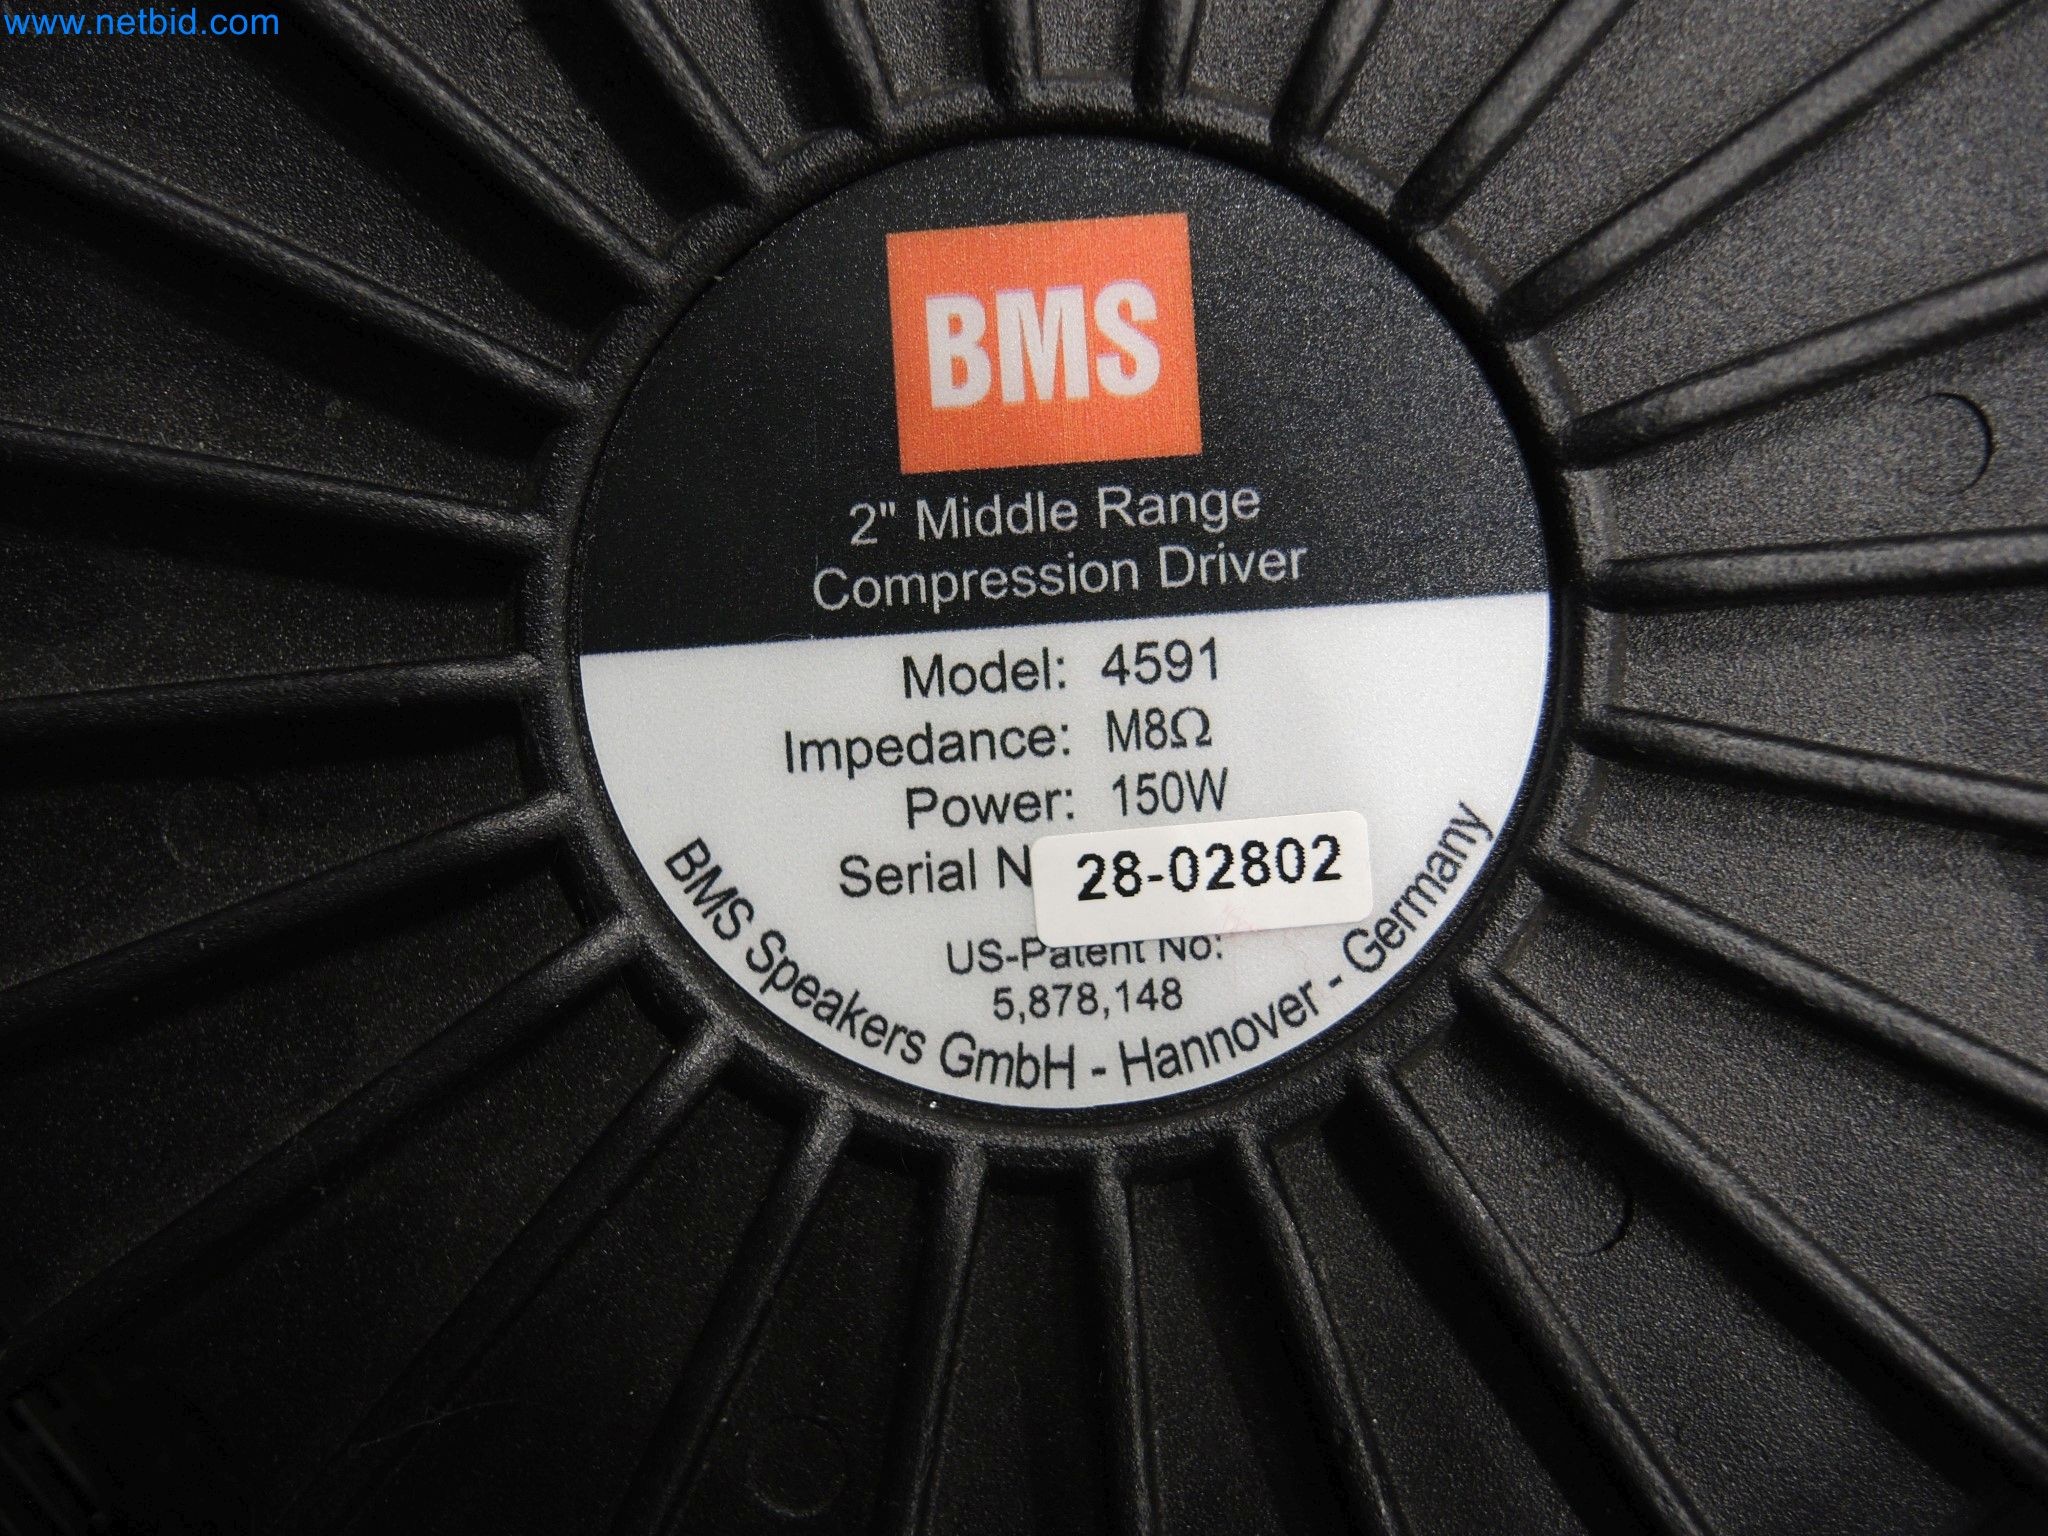 www.netbid.com
BMS
2" Middle Range
Compression Driver
Model: 4591
Impedance: M8Ω
Power: 150W
Serial N 28-02802
US-Patent No:
5,878,148
BMS Speakers GmbH - Hannover - Germany